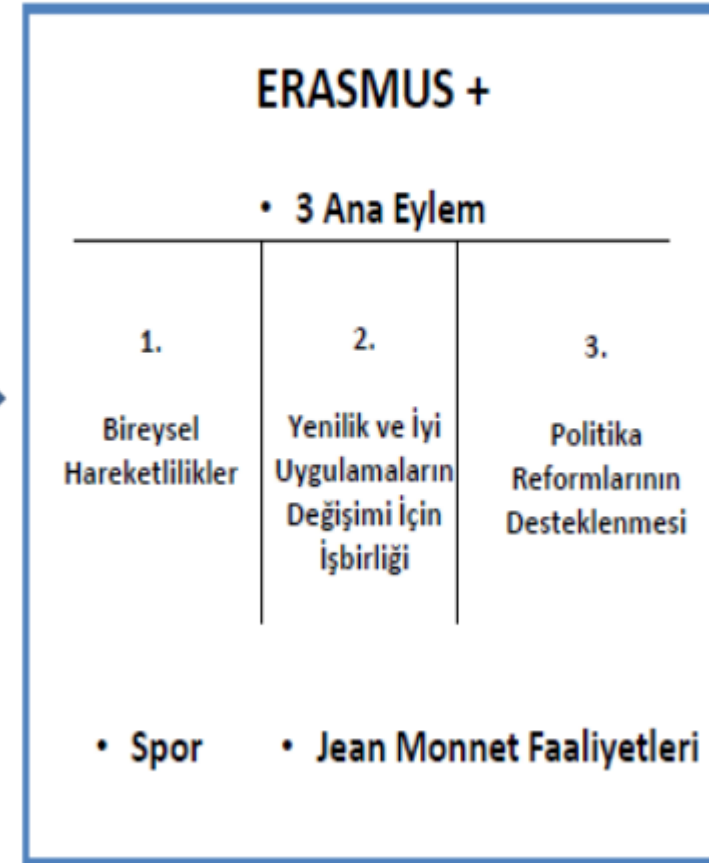 ERASMUS +
• 3 Ana Eylem
1.
Bireysel
Hareketlilikler
2.
Yenilik ve İyi
Uygulamaların
Değişimi İçin
İşbirliği
3.
Politika
Reformlarının
Desteklenmesi
• Spor
• Jean Monnet Faaliyetleri